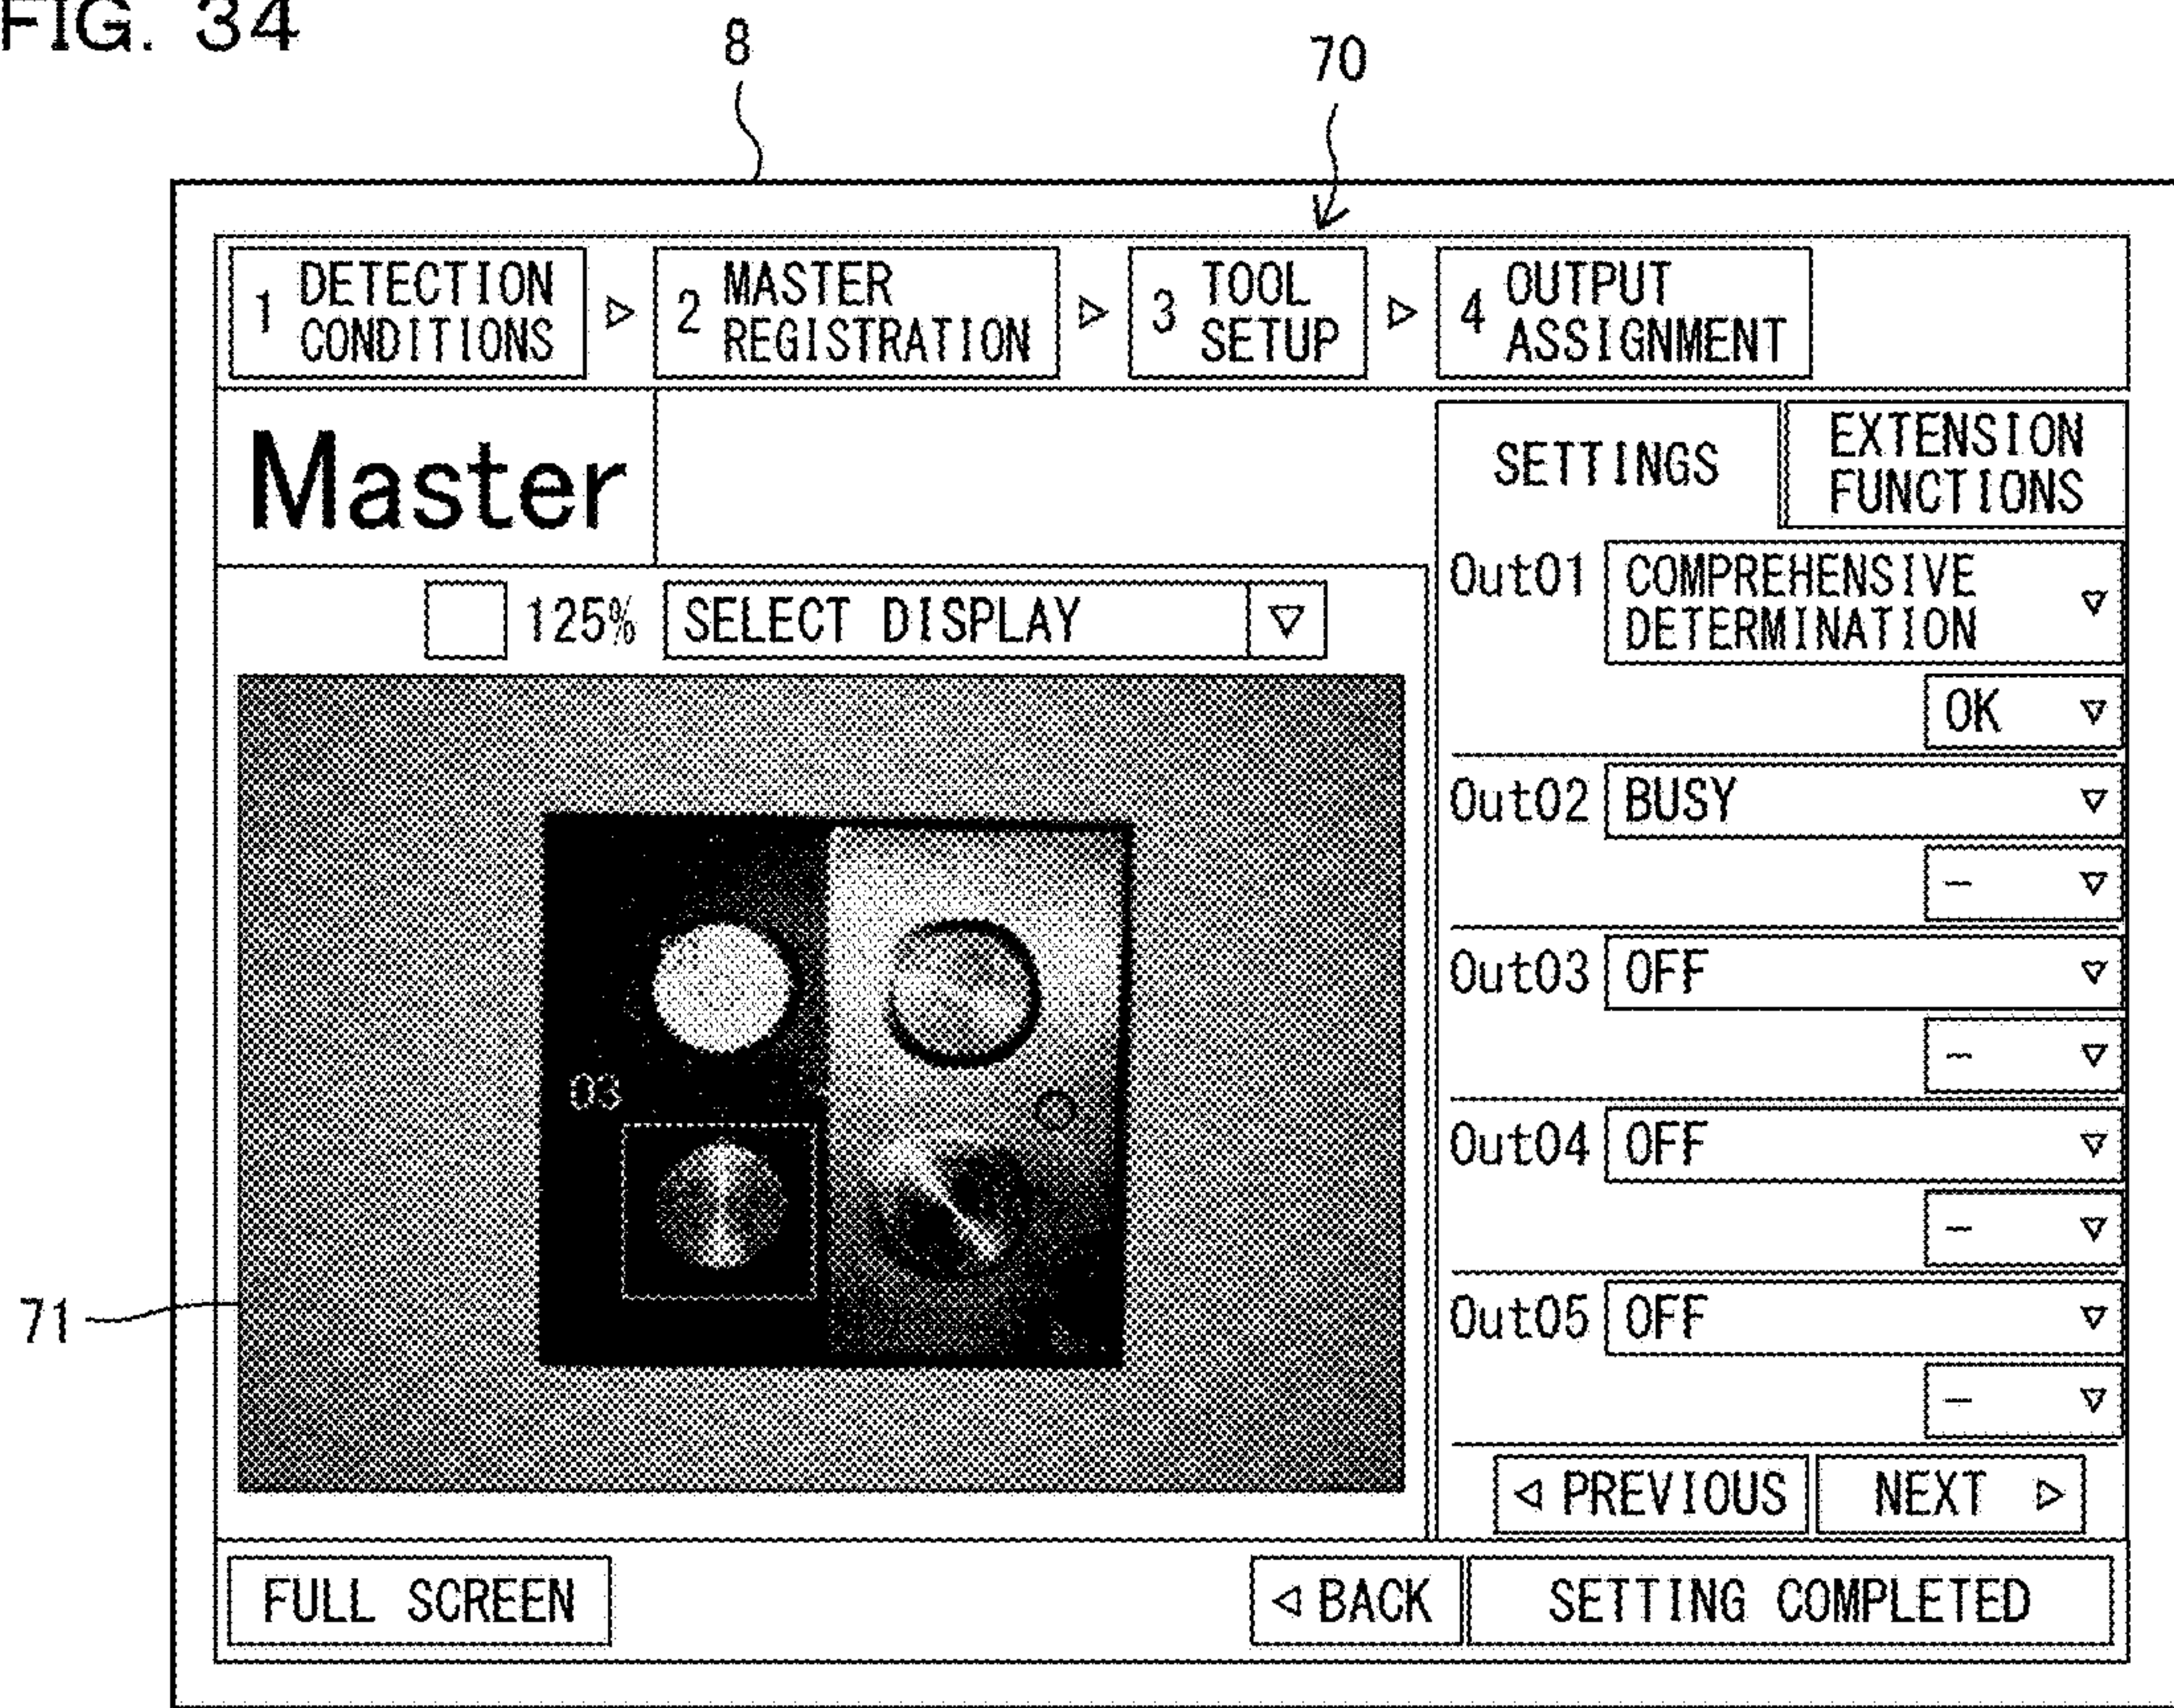 FIG. 34
8
70
1 DETECTION CONDITIONS ▷ 2 MASTER REGISTRATION ▷ 3 TOOL SETUP ▷ 4 OUTPUT ASSIGNMENT
Master
SETTINGS
EXTENSION
FUNCTIONS
125% SELECT DISPLAY ▽
Out01 COMPREHENSIVE
DETERMINATION ▽
OK ▽
Out02 BUSY ▽
– ▽
Out03 OFF ▽
– ▽
Out04 OFF ▽
– ▽
Out05 OFF ▽
– ▽
03
71
◁ PREVIOUS NEXT ▷
FULL SCREEN
◁ BACK
SETTING COMPLETED